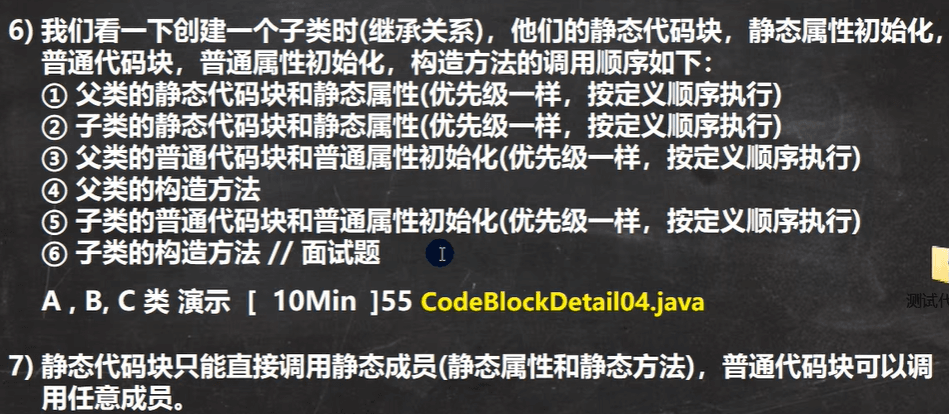 6) 我们看一下创建一个子类时(继承关系)，他们的静态代码块，静态属性初始化，
普通代码块，普通属性初始化，构造方法的调用顺序如下：
① 父类的静态代码块和静态属性(优先级一样，按定义顺序执行)
② 子类的静态代码块和静态属性(优先级一样，按定义顺序执行)
③ 父类的普通代码块和普通属性初始化(优先级一样，按定义顺序执行)
④ 父类的构造方法
⑤ 子类的普通代码块和普通属性初始化(优先级一样，按定义顺序执行)
⑥ 子类的构造方法 // 面试题
A , B, C 类 演示 [ 10Min ]55 CodeBlockDetail04.java
测试代
7) 静态代码块只能直接调用静态成员(静态属性和静态方法)，普通代码块可以调
用任意成员。